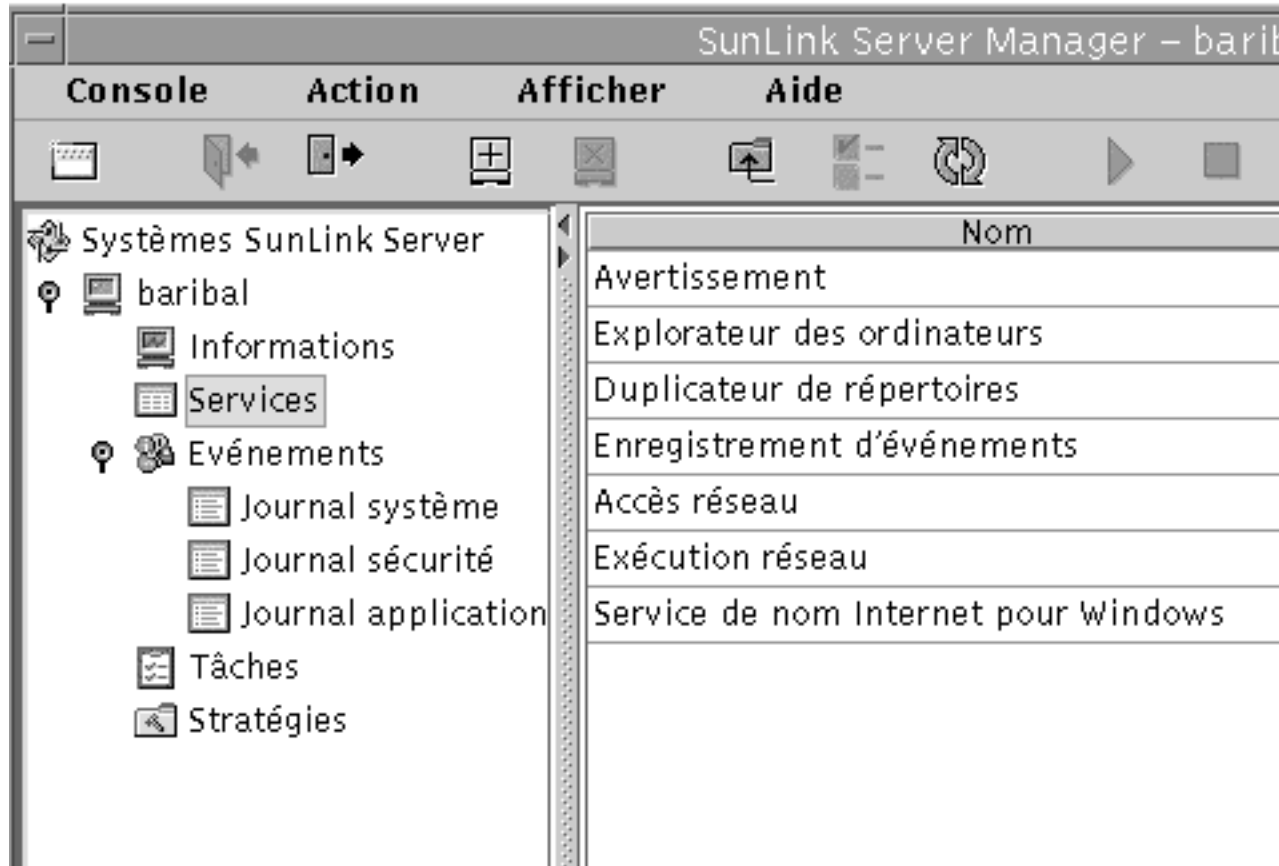 SunLink Server Manager – barib
Console Action Afficher Aide
Systèmes SunLink Server
baribal
Informations
Services
Evénements
Journal système
Journal sécurité
Journal application
Tâches
Stratégies
Nom
Avertissement
Explorateur des ordinateurs
Duplicateur de répertoires
Enregistrement d'événements
Accès réseau
Exécution réseau
Service de nom Internet pour Windows